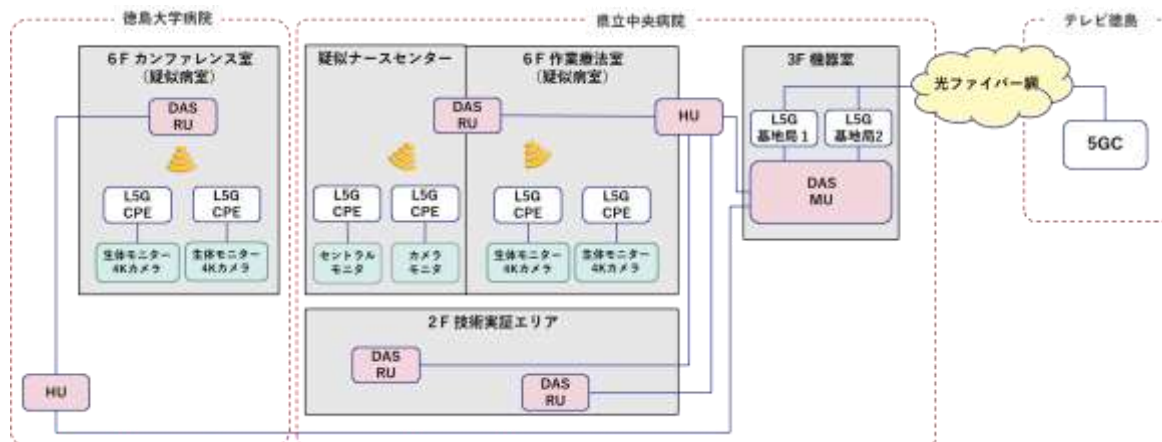 徳島大学病院
県立中央病院
テレビ徳島
6F カンファレンス室
(疑似病室)
DAS
RU
L5G
CPE
L5G
CPE
生体モニター
4Kカメラ
生体モニター
4Kカメラ
HU
疑似ナースセンター
6F 作業療法室
(疑似病室)
DAS
RU
HU
L5G
CPE
L5G
CPE
L5G
CPE
L5G
CPE
セントラル
モニタ
カメラ
モニタ
生体モニター
4Kカメラ
生体モニター
4Kカメラ
2F 技術実証エリア
DAS
RU
DAS
RU
3F 機器室
L5G
基地局1
L5G
基地局2
DAS
MU
光ファイバー網
5GC